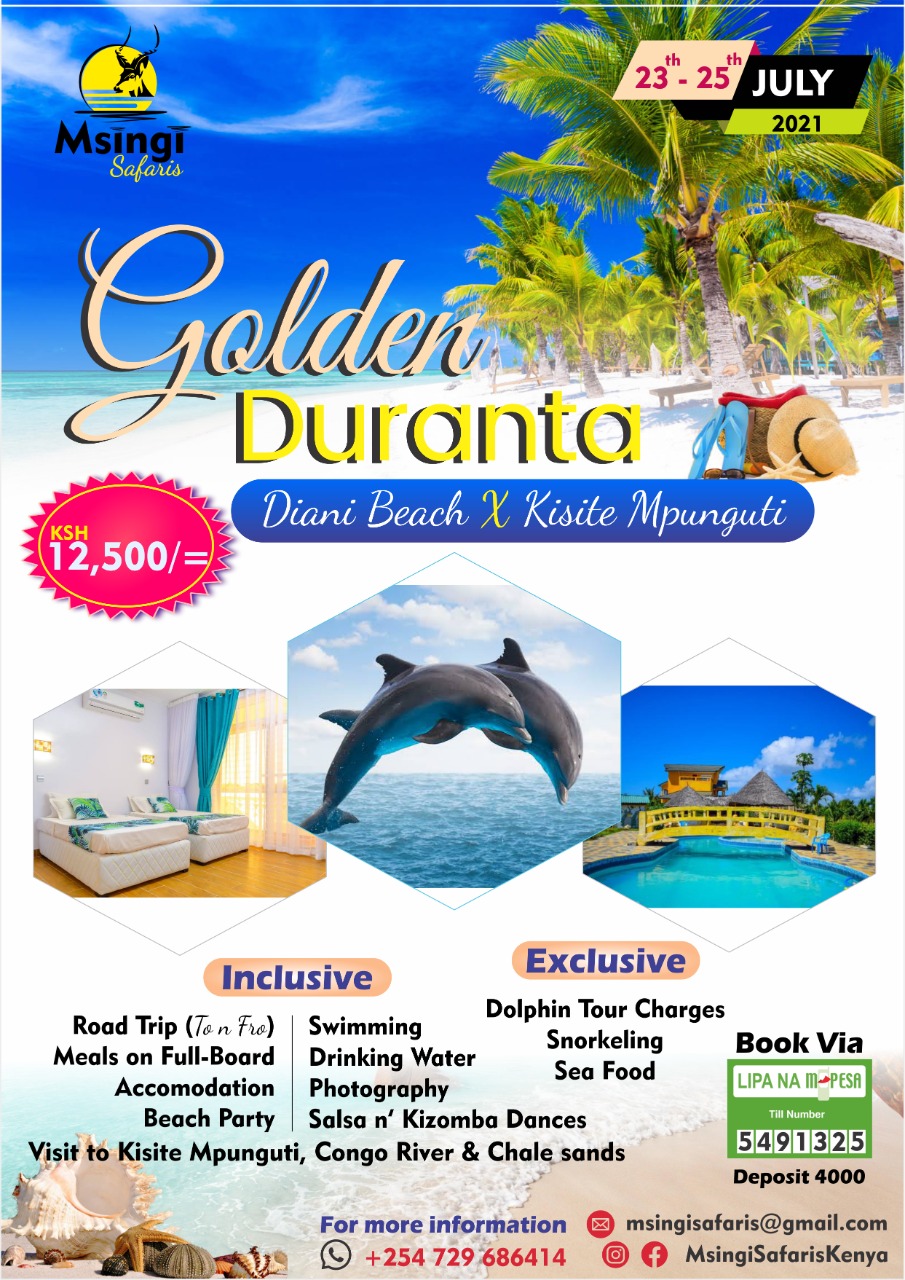 Msingi
Safaris
23th - 25th JULY
2021
Golden
Duranta
Diani Beach X Kisite Mpunguti
KSH
12,500/=
Inclusive
Road Trip (To n Fro)
Meals on Full-Board
Accomodation
Beach Party
Swimming
Drinking Water
Photography
Salsa n' Kizomba Dances
Visit to Kisite Mpunguti, Congo River & Chale sands
Exclusive
Dolphin Tour Charges
Snorkeling
Sea Food
Book Via
LIPA NA M-PESA
Till Number
5491325
Deposit 4000
For more information
+254 729 686414
msingisafaris@gmail.com
MsingiSafarisKenya